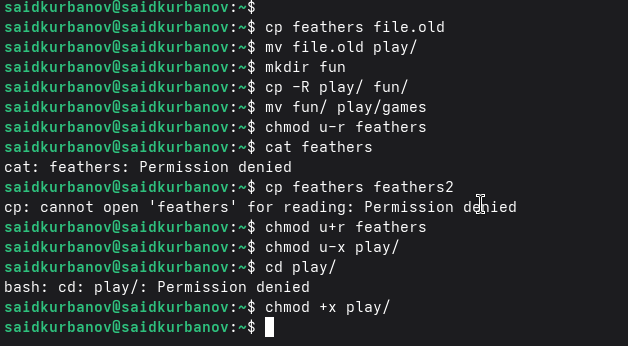 saidkurbanov@saidkurbanov:~$
saidkurbanov@saidkurbanov:~$ cp feathers file.old
saidkurbanov@saidkurbanov:~$ mv file.old play/
saidkurbanov@saidkurbanov:~$ mkdir fun
saidkurbanov@saidkurbanov:~$ cp -R play/ fun/
saidkurbanov@saidkurbanov:~$ mv fun/ play/games
saidkurbanov@saidkurbanov:~$ chmod u-r feathers
saidkurbanov@saidkurbanov:~$ cat feathers
cat: feathers: Permission denied
saidkurbanov@saidkurbanov:~$ cp feathers feathers2
cp: cannot open 'feathers' for reading: Permission denied
saidkurbanov@saidkurbanov:~$ chmod u+r feathers
saidkurbanov@saidkurbanov:~$ chmod u-x play/
saidkurbanov@saidkurbanov:~$ cd play/
bash: cd: play/: Permission denied
saidkurbanov@saidkurbanov:~$ chmod +x play/
saidkurbanov@saidkurbanov:~$